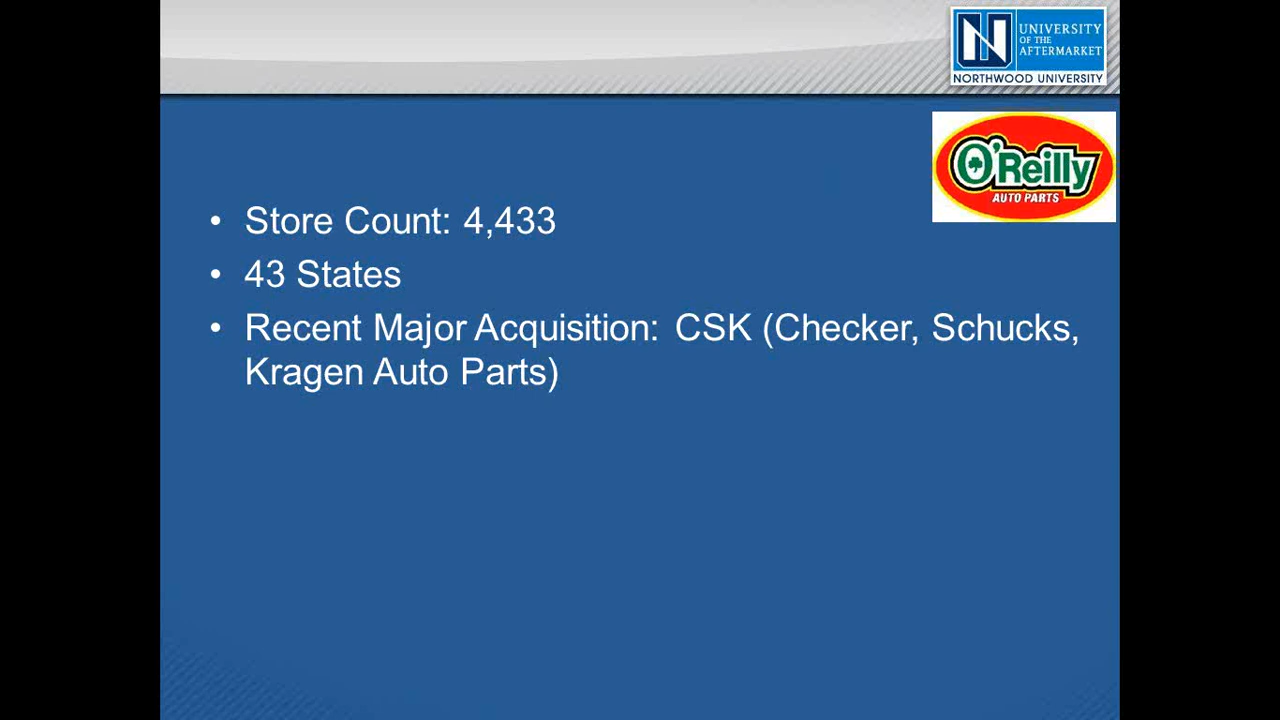 N UNIVERSITY
OF THE
AFTERMARKET
NORTHWOOD UNIVERSITY
O'Reilly
AUTO PARTS
• Store Count: 4,433
• 43 States
• Recent Major Acquisition: CSK (Checker, Schucks,
Kragen Auto Parts)